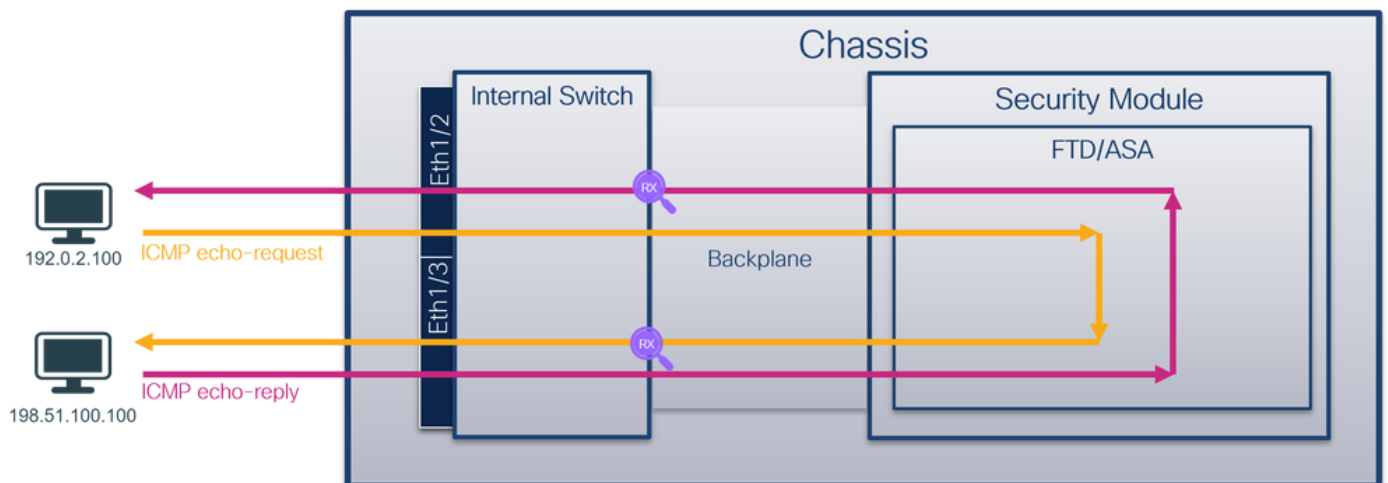 Chassis
Internal Switch
Security Module
FTD/ASA
Eth1/2
RX
192.0.2.100
ICMP echo-request
Backplane
Eth1/3
RX
198.51.100.100
ICMP echo-reply